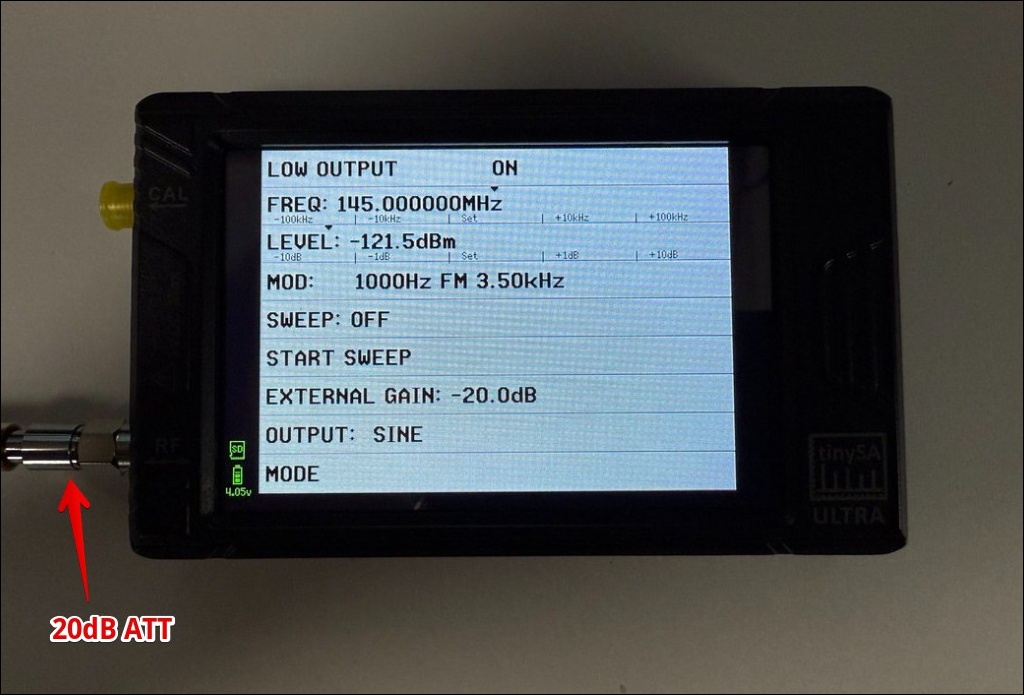 LOW OUTPUT ON
FREQ: 145.000000MHz
-100kHz | -10kHz | Set | +10kHz | +100kHz
LEVEL: -121.5dBm
-10dB | -1dB | Set | +1dB | +10dB
MOD: 1000Hz FM 3.50kHz
SWEEP: OFF
START SWEEP
EXTERNAL GAIN: -20.0dB
OUTPUT: SINE
MODE
CAL
RF
SD
4.05v
tinySA
ULTRA
20dB ATT